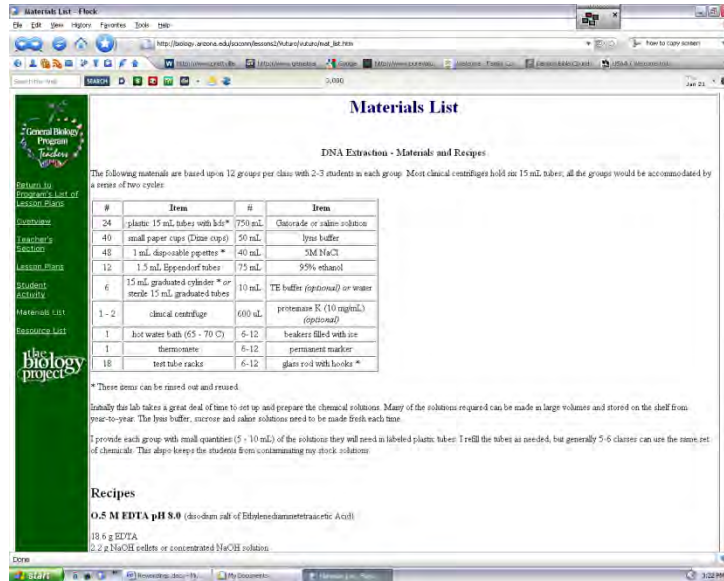 Materials List - Flock
File Edit View History Favorites Tools Help
http://biology.arizona.edu/sciconn/lessons2/Vuturo/vuturo/mat_list.htm
how to copy screen
SEARCH
Jan 21
General Biology
Program
for Teachers
Return to
Program's List of
Lesson Plans
Overview
Teacher's
Section
Lesson Plans
Student
Activity
Materials List
Resource List
the
biology
project
Materials List
DNA Extraction - Materials and Recipes
The following materials are based upon 12 groups per class with 2-3 students in each group. Most clinical centrifuges hold six 15 mL tubes; all the groups would be accommodated by
a series of two cycles.
# Item # Item
24 plastic 15 mL tubes with lids* 750 mL Gatorade or saline solution
40 small paper cups (Dixie cups) 50 mL lysis buffer
48 1 mL disposable pipettes * 40 mL 5M NaCl
12 1.5 mL Eppendorf tubes 75 mL 95% ethanol
6 15 mL graduated cylinder * or sterile 15 mL graduated tubes 10 mL TE buffer (optional) or water
1 - 2 clinical centrifuge 600 uL proteinase K (10 mg/mL) (optional)
1 hot water bath (65 - 70 C) 6-12 beakers filled with ice
1 thermomete 6-12 permanent marker
18 test tube racks 6-12 glass rod with hooks *
* These items can be rinsed out and reused.
Initially this lab takes a great deal of time to set up and prepare the chemical solutions. Many of the solutions required can be made in large volumes and stored on the shelf from
year-to-year. The lysis buffer, sucrose and saline solutions need to be made fresh each time.
I provide each group with small quantities (5 - 10 mL) of the solutions they will need in labeled plastic tubes. I refill the tubes as needed, but generally 5-6 classes can use the same set
of chemicals. This also keeps the students from contaminating my stock solutions.
Recipes
O.5 M EDTA pH 8.0 (disodium salt of Ethylenediaminetetraacetic Acid)
18.6 g EDTA
2.2 g NaOH pellets or concentrated NaOH solution
Done
start
My Documents
3:22 PM